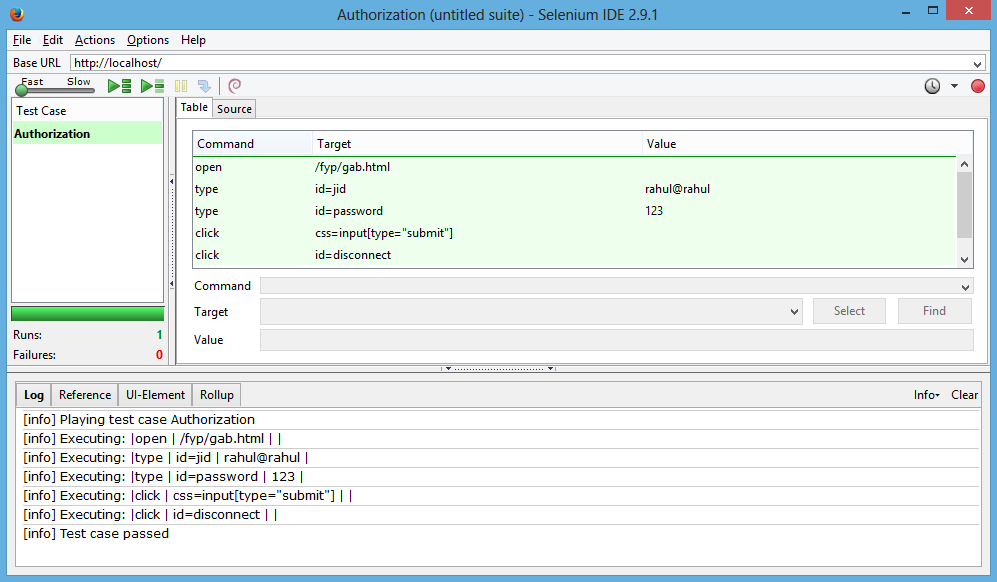 Authorization (untitled suite) - Selenium IDE 2.9.1
File Edit Actions Options Help
Base URL http://localhost/
Fast Slow
Test Case
Authorization
Runs: 1
Failures: 0
Table Source
Command Target Value
open /fyp/gab.html
type id=jid rahul@rahul
type id=password 123
click css=input[type="submit"]
click id=disconnect
Command
Target Select Find
Value
Log Reference UI-Element Rollup Info Clear
[info] Playing test case Authorization
[info] Executing: |open | /fyp/gab.html | |
[info] Executing: |type | id=jid | rahul@rahul |
[info] Executing: |type | id=password | 123 |
[info] Executing: |click | css=input[type="submit"] | |
[info] Executing: |click | id=disconnect | |
[info] Test case passed